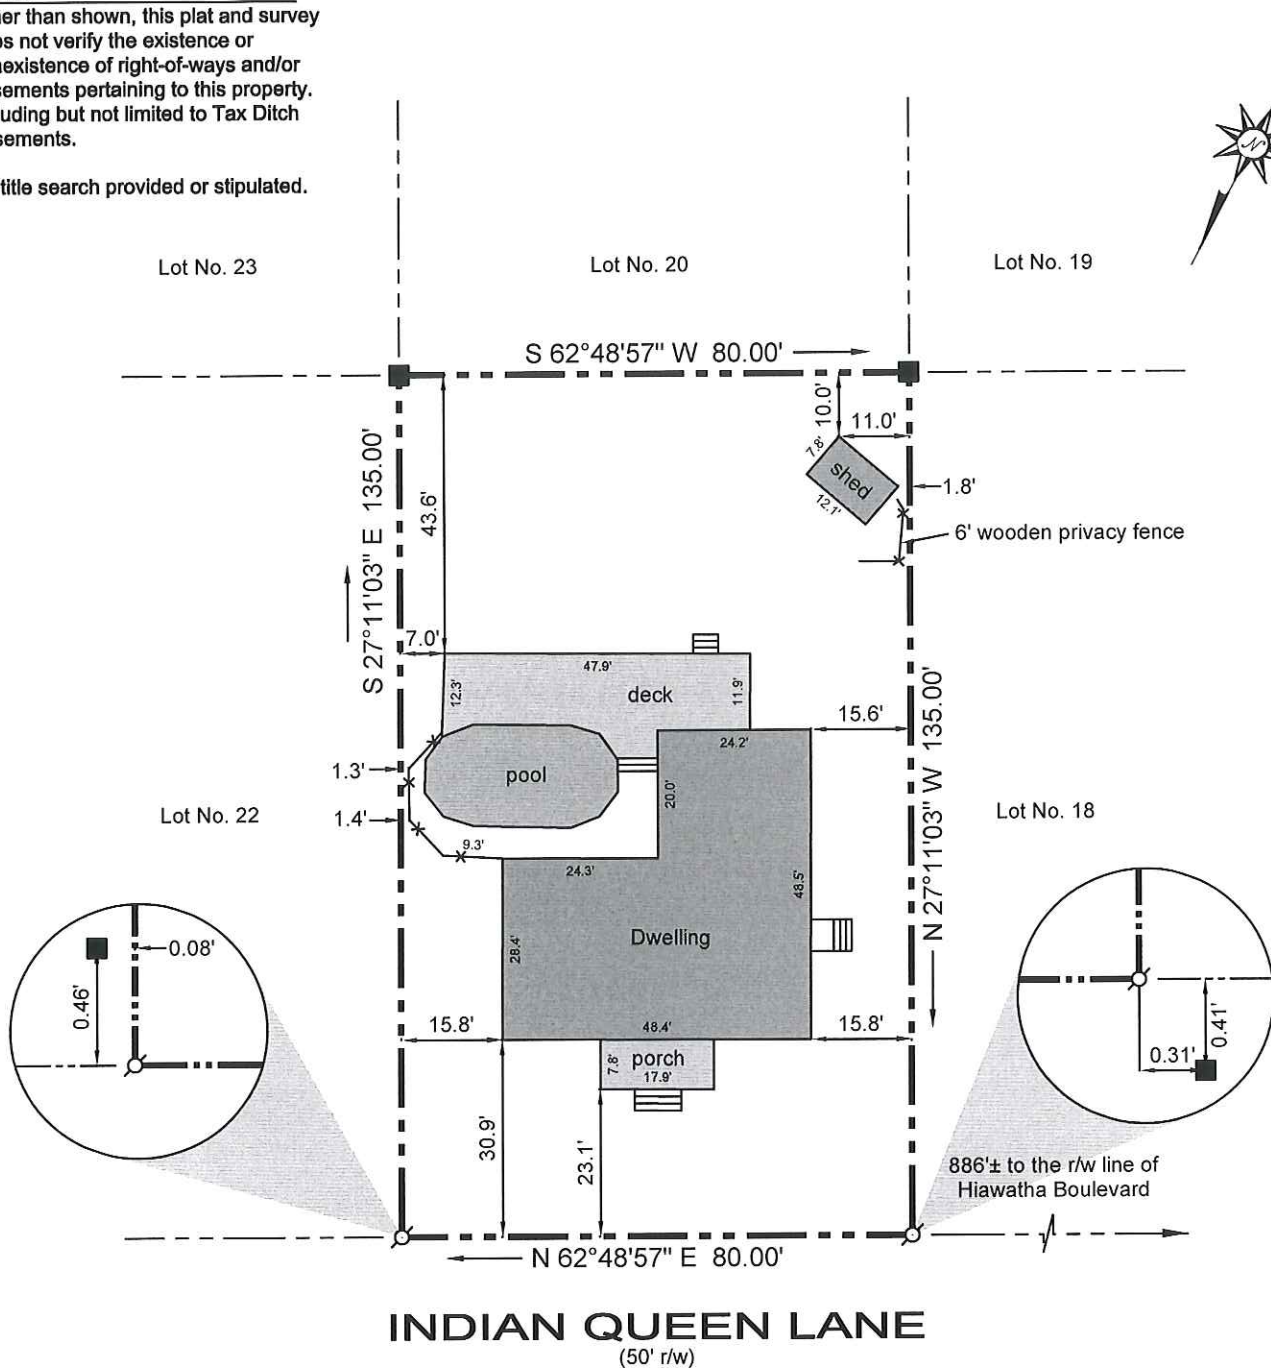 than shown, this plat and survey
not verify the existence or
of right-of-ways and/or
pertaining to this property.
but not limited to Tax Ditch

title search provided or stipulated.
N
Lot No. 23
Lot No. 20
Lot No. 19
S 62°48'57" W 80.00'
10.0'
11.0'
7.8'
shed
12.1'
1.8'
6' wooden privacy fence
S 27°11'03" E 135.00'
43.6'
7.0'
47.9'
deck
12.3'
11.9'
15.6'
24.2'
N 27°11'03" W 135.00'
1.3'
pool
20.0'
1.4'
Lot No. 22
Lot No. 18
9.3'
24.3'
48.5'
Dwelling
28.4'
0.08'
0.46'
0.41'
0.31'
15.8'
48.4'
15.8'
porch
7.8'
17.9'
30.9'
23.1'
886'± to the r/w line of
Hiawatha Boulevard
N 62°48'57" E 80.00'
INDIAN QUEEN LANE
(50' r/w)